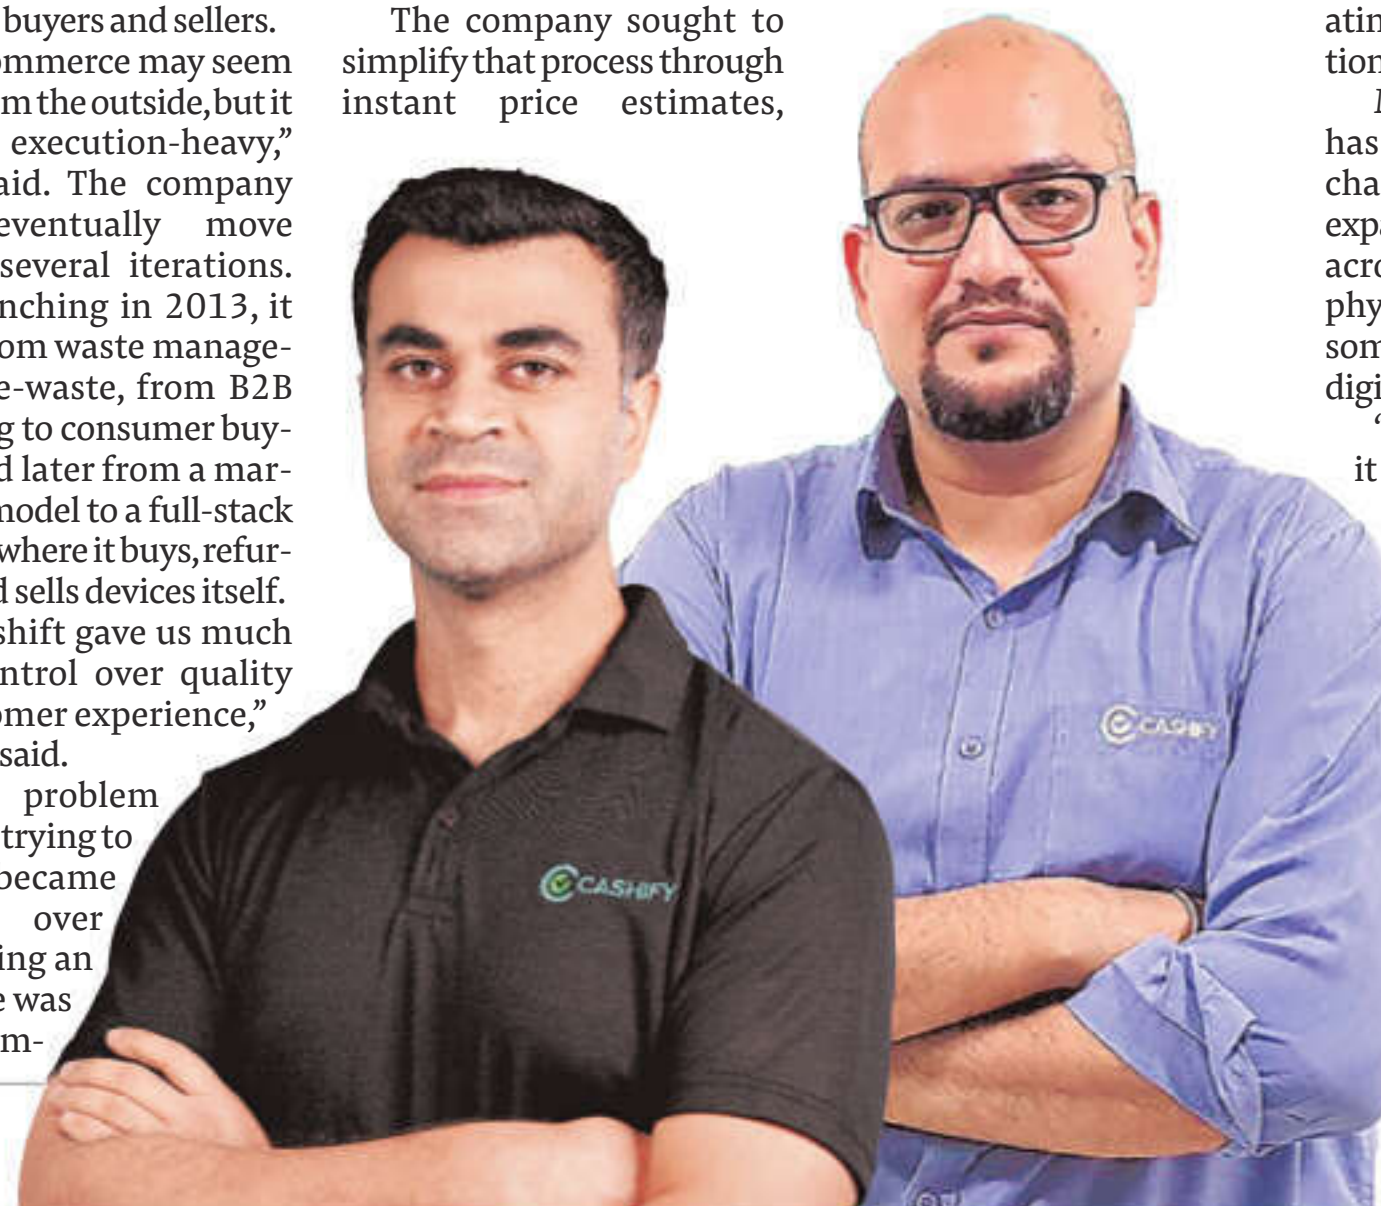 buyers and sellers.
mmerce may seem
m the outside, but it
execution-heavy,”
aid. The company
eventually move
several iterations.
nching in 2013, it
om waste manage-
e-waste, from B2B
g to consumer buy-
d later from a mar-
model to a full-stack
where it buys, refur-
d sells devices itself.
shift gave us much
ntrol over quality
omer experience,”
said.
problem
trying to
became
over
ing an
e was
m-
The company sought to
simplify that process through
instant price estimates,
CASHIFY
CASHIFY
atin
tion
has
cha
expa
acro
phy
som
digi
“
it